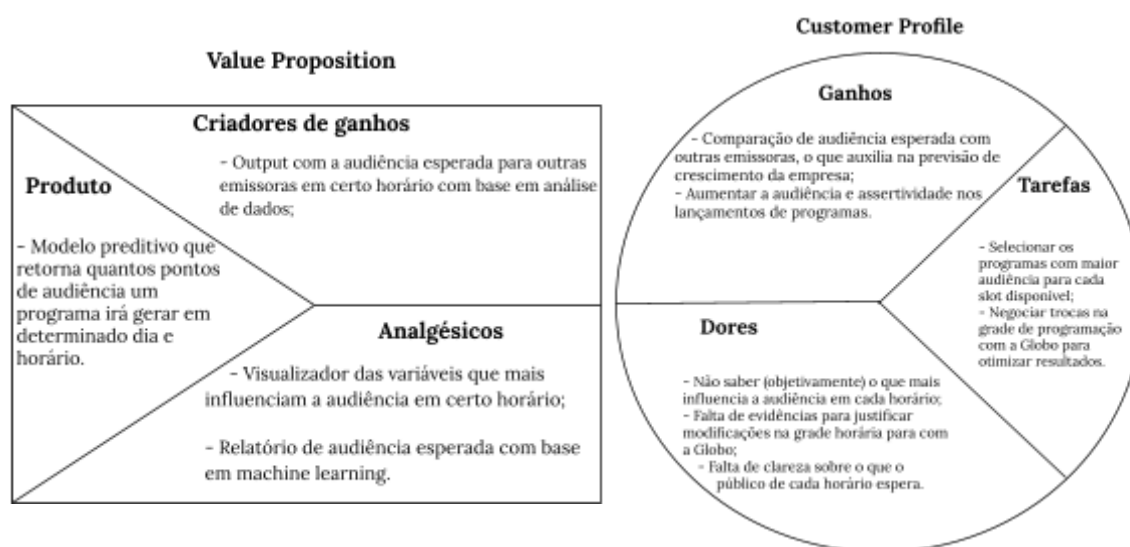 Value Proposition
Criadores de ganhos
- Output com a audiência esperada para outras
emissoras em certo horário com base em análise
de dados;
Produto
- Modelo preditivo que
retorna quantos pontos
de audiência um
programa irá gerar em
determinado dia e
horário.
Analgésicos
- Visualizador das variáveis que mais
influenciam a audiência em certo horário;
- Relatório de audiência esperada com base
em machine learning.
Customer Profile
Ganhos
- Comparação de audiência esperada com
outras emissoras, o que auxilia na previsão de
crescimento da empresa;
- Aumentar a audiência e assertividade nos
lançamentos de programas.
Tarefas
- Selecionar os
programas com maior
audiência para cada
slot disponível;
- Negociar trocas na
grade de programação
com a Globo para
otimizar resultados.
Dores
- Não saber (objetivamente) o que mais
influencia a audiência em cada horário;
- Falta de evidências para justificar
modificações na grade horária para com
a Globo;
- Falta de clareza sobre o que o
público de cada horário espera.